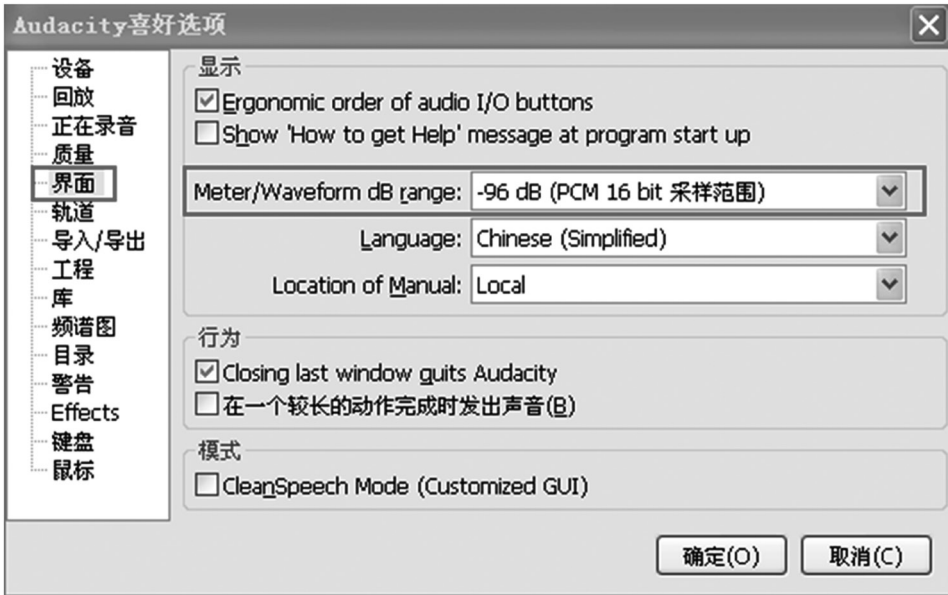 Audacity喜好选项
设备
回放
正在录音
质量
界面
轨道
导入/导出
工程
库
频谱图
目录
警告
Effects
键盘
鼠标
显示
Ergonomic order of audio I/O buttons
Show 'How to get Help' message at program start up
Meter/Waveform dB range: -96 dB (PCM 16 bit 采样范围)
Language: Chinese (Simplified)
Location of Manual: Local
行为
Closing last window quits Audacity
在一个较长的动作完成时发出声音(B)
模式
CleanSpeech Mode (Customized GUI)
确定(O) 取消(C)